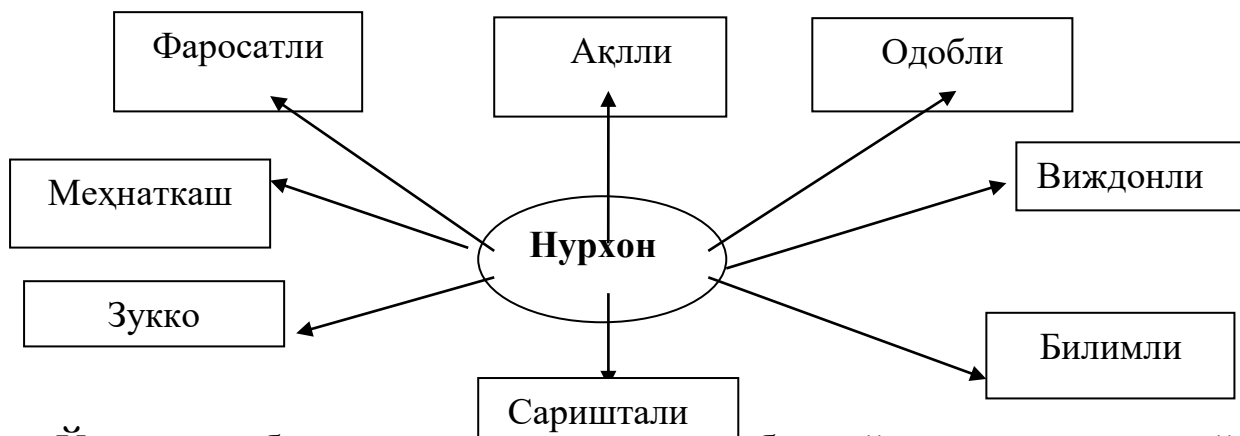 Фаросатли
Ақлли
Одобли
Меҳнаткаш
Виждонли
Нурхон
Зукко
Билимли
Сариштали